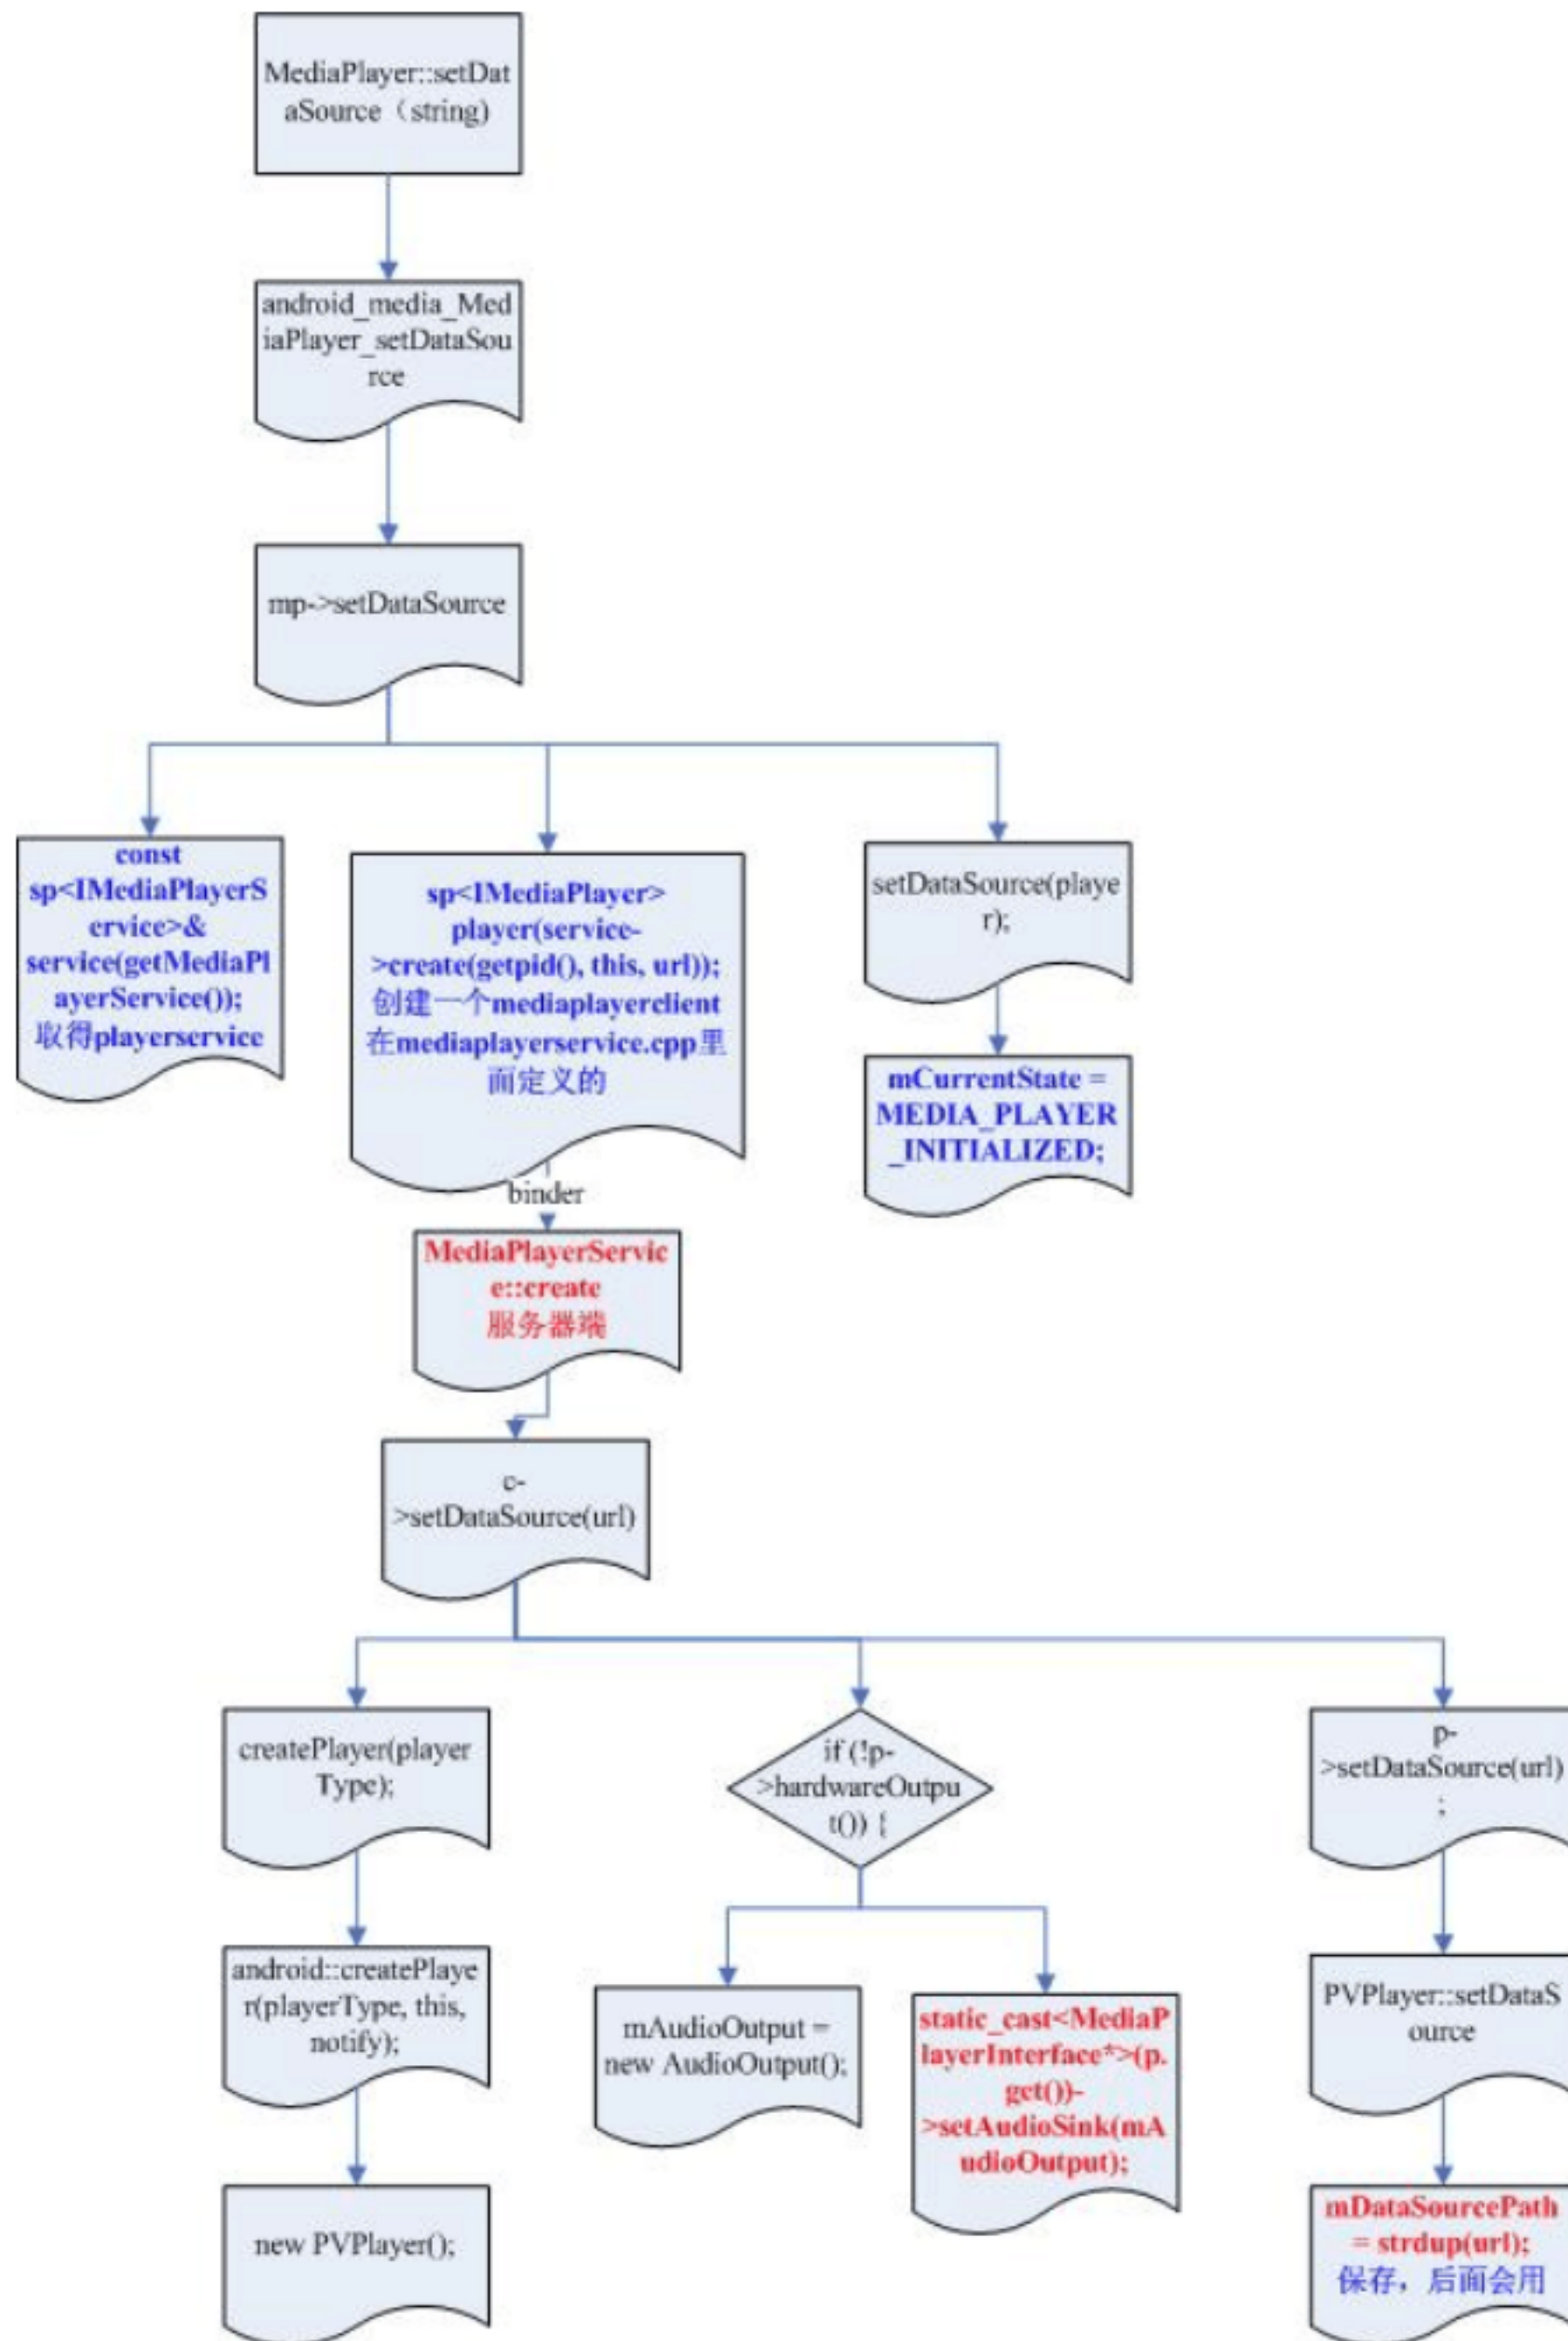 MediaPlayer::setDat
aSource（string)
android_media_Med
iaPlayer_setDataSou
rce
mp->setDataSource
const
sp<IMediaPlayerS
ervice>&
service(getMediaPl
ayerService());
取得playerservice
sp<IMediaPlayer>
player(service-
>create(getpid(), this, url));
创建一个mediaplayerclient
在mediaplayerservice.cpp里
面定义的
setDataSource(playe
r);
mCurrentState =
MEDIA_PLAYER
_INITIALIZED;
binder
MediaPlayerServic
e::create
服务器端
c-
>setDataSource(url)
createPlayer(player
Type);
if (!p-
>hardwareOutpu
t()) {
p-
>setDataSource(url)
;
android::createPlaye
r(playerType, this,
notify);
mAudioOutput =
new AudioOutput();
static_cast<MediaP
layerInterface*>(p.
get())-
>setAudioSink(mA
udioOutput);
PVPlayer::setDataS
ource
new PVPlayer();
mDataSourcePath
= strdup(url);
保存，后面会用